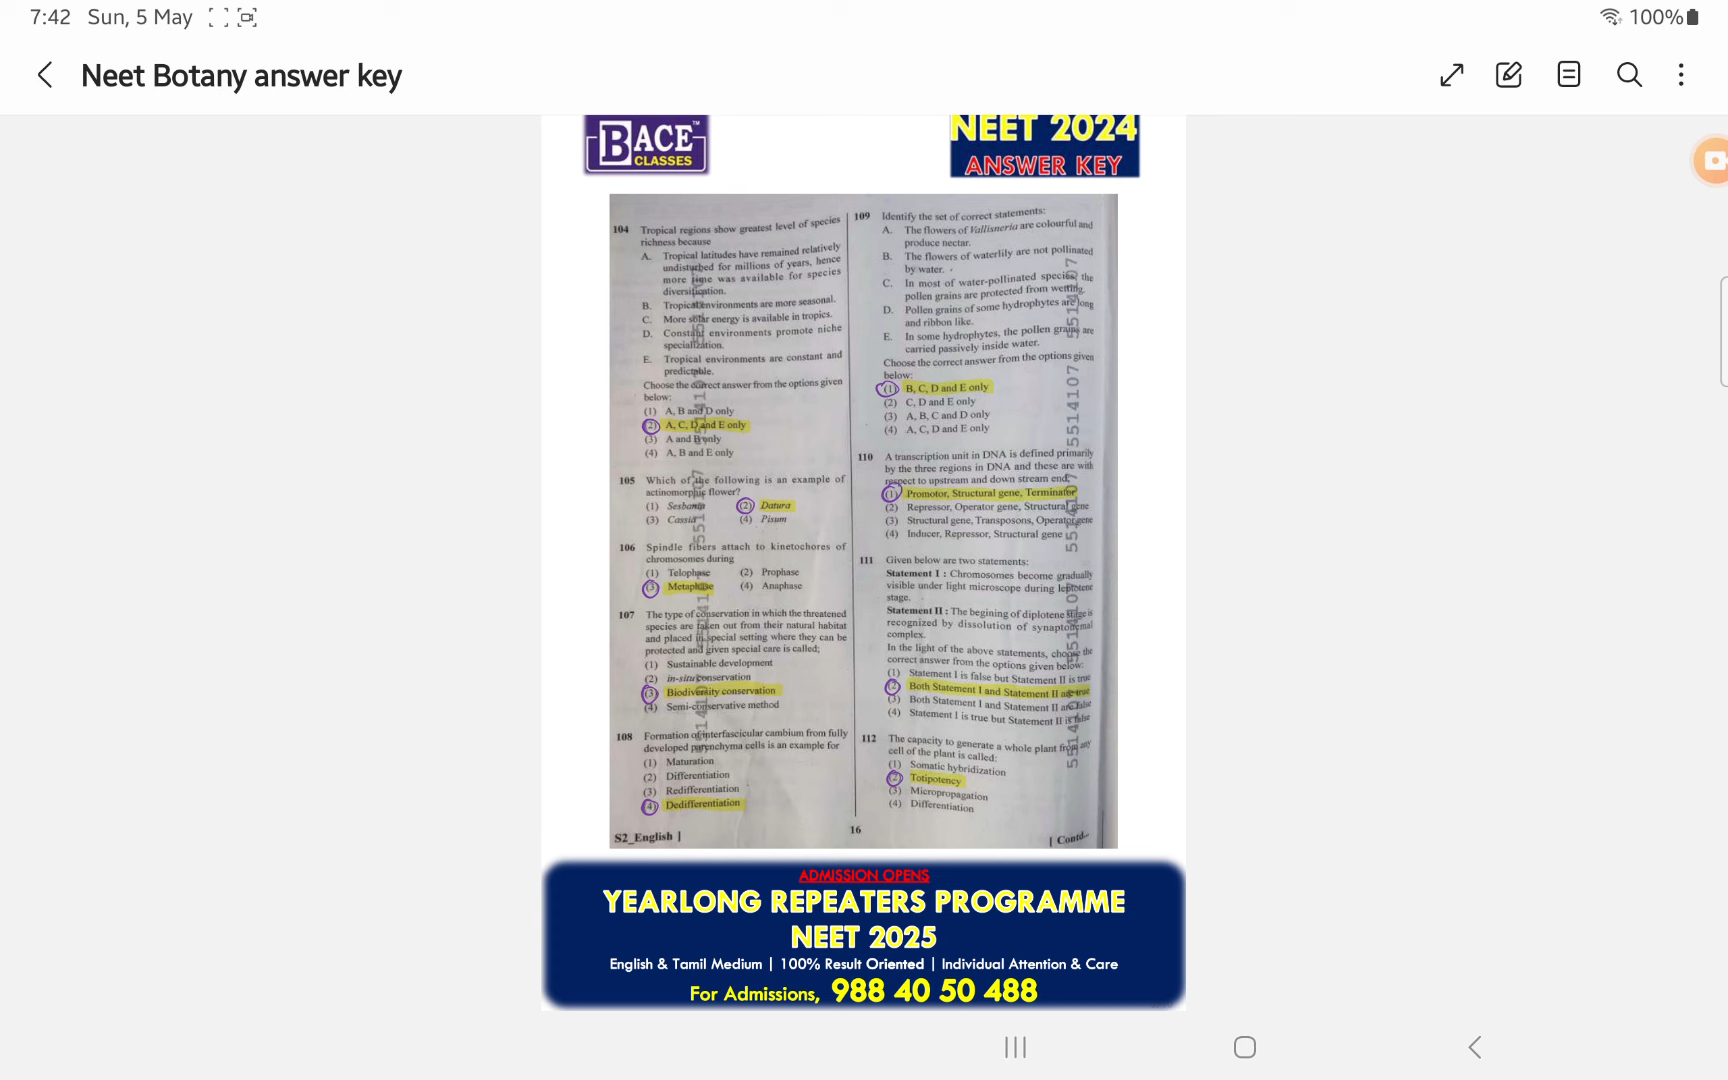 7:42 Sun, 5 May
100%
Neet Botany answer key
BACE™
CLASSES
NEET 2024
ANSWER KEY
104 Tropical regions show greatest level of species
richness because
A. Tropical latitudes have remained relatively
undisturbed for millions of years, hence
more time was available for species
diversification.
B. Tropical environments are more seasonal.
C. More solar energy is available in tropics.
D. Constant environments promote niche
specialization.
E. Tropical environments are constant and
predictable.
Choose the correct answer from the options given
below:
(1) A, B and D only
(2) A, C, D and E only
(3) A and B only
(4) A, B and E only
105 Which of the following is an example of
actinomorphic flower?
(1) Sesbania (2) Datura
(3) Cassia (4) Pisum
106 Spindle fibers attach to kinetochores of
chromosomes during
(1) Telophase (2) Prophase
(3) Metaphase (4) Anaphase
107 The type of conservation in which the threatened
species are taken out from their natural habitat
and placed in special setting where they can be
protected and given special care is called;
(1) Sustainable development
(2) in-situ conservation
(3) Biodiversity conservation
(4) Semi-conservative method
108 Formation of interfascicular cambium from fully
developed parenchyma cells is an example for
(1) Maturation
(2) Differentiation
(3) Redifferentiation
(4) Dedifferentiation
109 Identify the set of correct statements:
A. The flowers of Vallisneria are colourful and
produce nectar.
B. The flowers of waterlily are not pollinated
by water.
C. In most of water-pollinated species, the
pollen grains are protected from wetting.
D. Pollen grains of some hydrophytes are long
and ribbon like.
E. In some hydrophytes, the pollen grains are
carried passively inside water.
Choose the correct answer from the options given
below:
(1) B, C, D and E only
(2) C, D and E only
(3) A, B, C and D only
(4) A, C, D and E only
110 A transcription unit in DNA is defined primarily
by the three regions in DNA and these are with
respect to upstream and down stream end;
(1) Promotor, Structural gene, Terminator
(2) Repressor, Operator gene, Structural gene
(3) Structural gene, Transposons, Operator gene
(4) Inducer, Repressor, Structural gene
111 Given below are two statements:
Statement I : Chromosomes become gradually
visible under light microscope during leptotene
stage.
Statement II : The begining of diplotene stage is
recognized by dissolution of synaptonemal
complex.
In the light of the above statements, choose the
correct answer from the options given below:
(1) Statement I is false but Statement II is true
(2) Both Statement I and Statement II are true
(3) Both Statement I and Statement II are false
(4) Statement I is true but Statement II is false
112 The capacity to generate a whole plant from any
cell of the plant is called:
(1) Somatic hybridization
(2) Totipotency
(3) Micropropagation
(4) Differentiation
S2_English ]
16
[ Contd...
ADMISSION OPENS
YEARLONG REPEATERS PROGRAMME
NEET 2025
English & Tamil Medium | 100% Result Oriented | Individual Attention & Care
For Admissions, 988 40 50 488